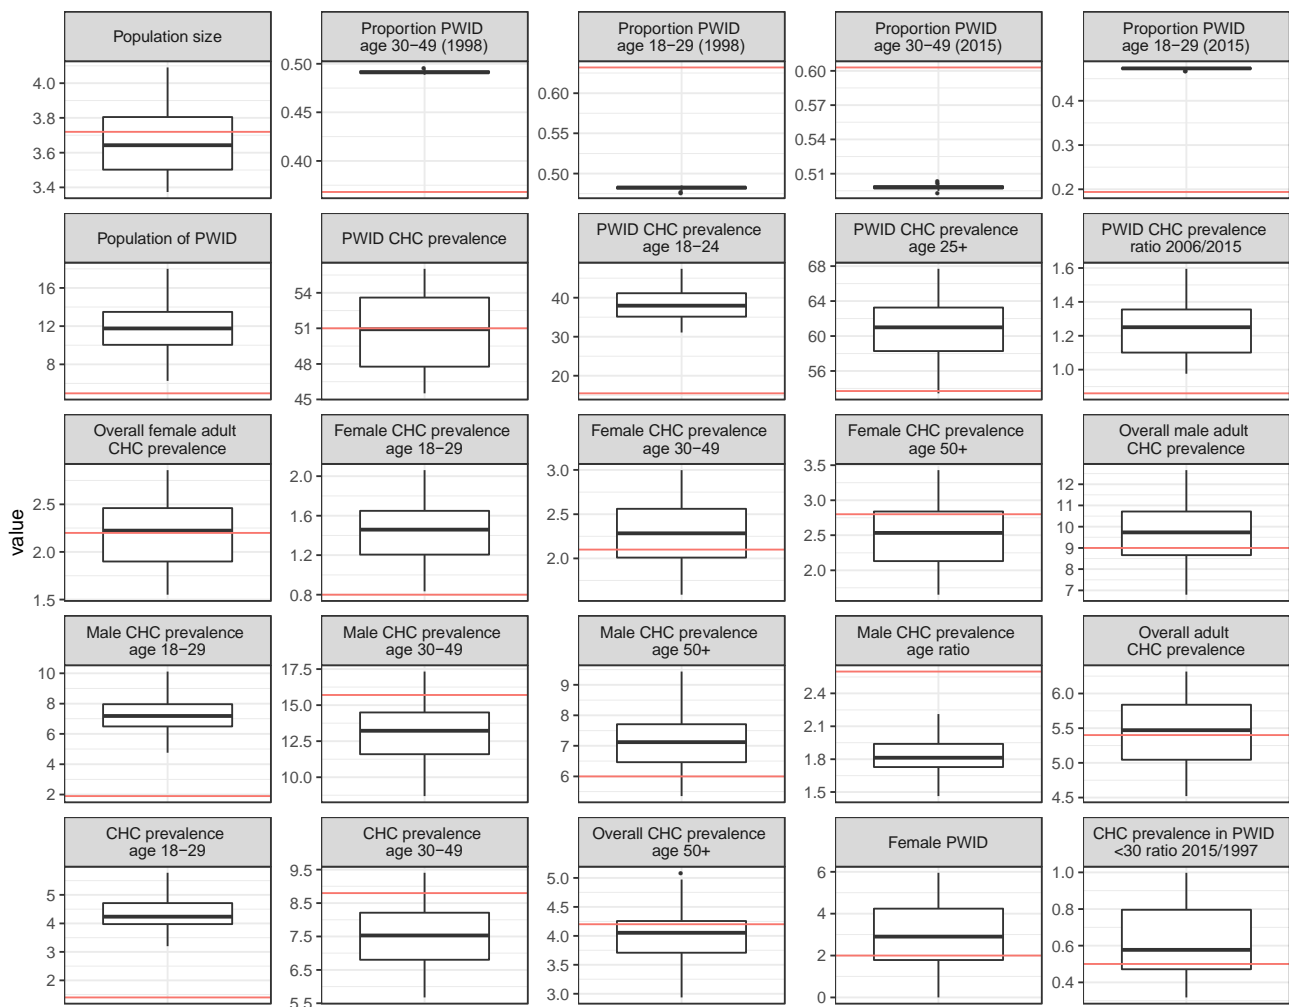 Population size
Proportion PWID
age 30−49 (1998)
Proportion PWID
age 18−29 (1998)
Proportion PWID
age 30−49 (2015)
Proportion PWID
age 18−29 (2015)
4.0
3.8
3.6
3.4
0.50
0.45
0.40
0.60
0.55
0.50
0.60
0.57
0.54
0.51
0.4
0.3
0.2
Population of PWID
PWID CHC prevalence
PWID CHC prevalence
age 18−24
PWID CHC prevalence
age 25+
PWID CHC prevalence
ratio 2006/2015
16
12
8
54
51
48
45
40
30
20
68
64
60
56
1.6
1.4
1.2
1.0
value
Overall female adult
CHC prevalence
Female CHC prevalence
age 18−29
Female CHC prevalence
age 30−49
Female CHC prevalence
age 50+
Overall male adult
CHC prevalence
2.5
2.0
1.5
2.0
1.6
1.2
0.8
3.0
2.5
2.0
3.5
3.0
2.5
2.0
12
11
10
9
8
7
Male CHC prevalence
age 18−29
Male CHC prevalence
age 30−49
Male CHC prevalence
age 50+
Male CHC prevalence
age ratio
Overall adult
CHC prevalence
10
8
6
4
2
17.5
15.0
12.5
10.0
9
8
7
6
2.4
2.1
1.8
1.5
6.0
5.5
5.0
4.5
CHC prevalence
age 18−29
CHC prevalence
age 30−49
Overall CHC prevalence
age 50+
Female PWID
CHC prevalence in PWID
<30 ratio 2015/1997
5
4
3
2
9.5
8.5
7.5
6.5
5.5
5.0
4.5
4.0
3.5
3.0
6
4
2
0
1.0
0.8
0.6
0.4